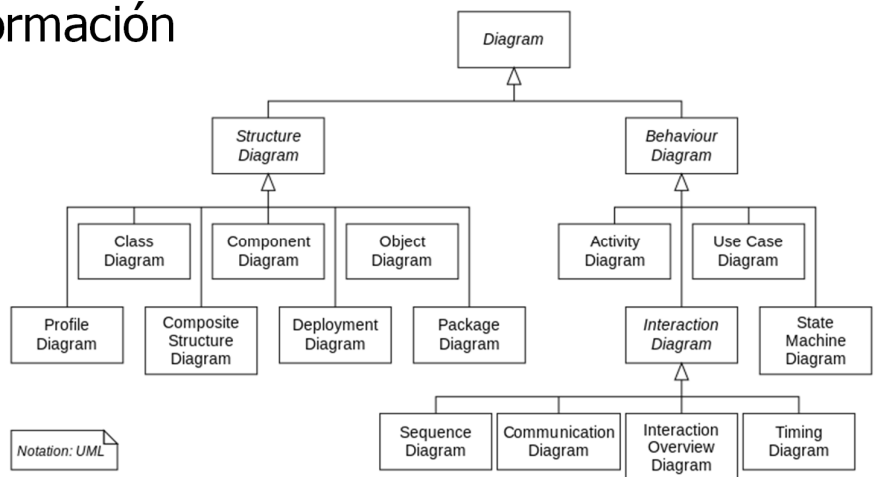 ormación
Diagram
Structure
Diagram
Behaviour
Diagram
Class
Diagram
Component
Diagram
Object
Diagram
Activity
Diagram
Use Case
Diagram
Profile
Diagram
Composite
Structure
Diagram
Deployment
Diagram
Package
Diagram
Interaction
Diagram
State
Machine
Diagram
Sequence
Diagram
Communication
Diagram
Interaction
Overview
Diagram
Timing
Diagram
Notation: UML